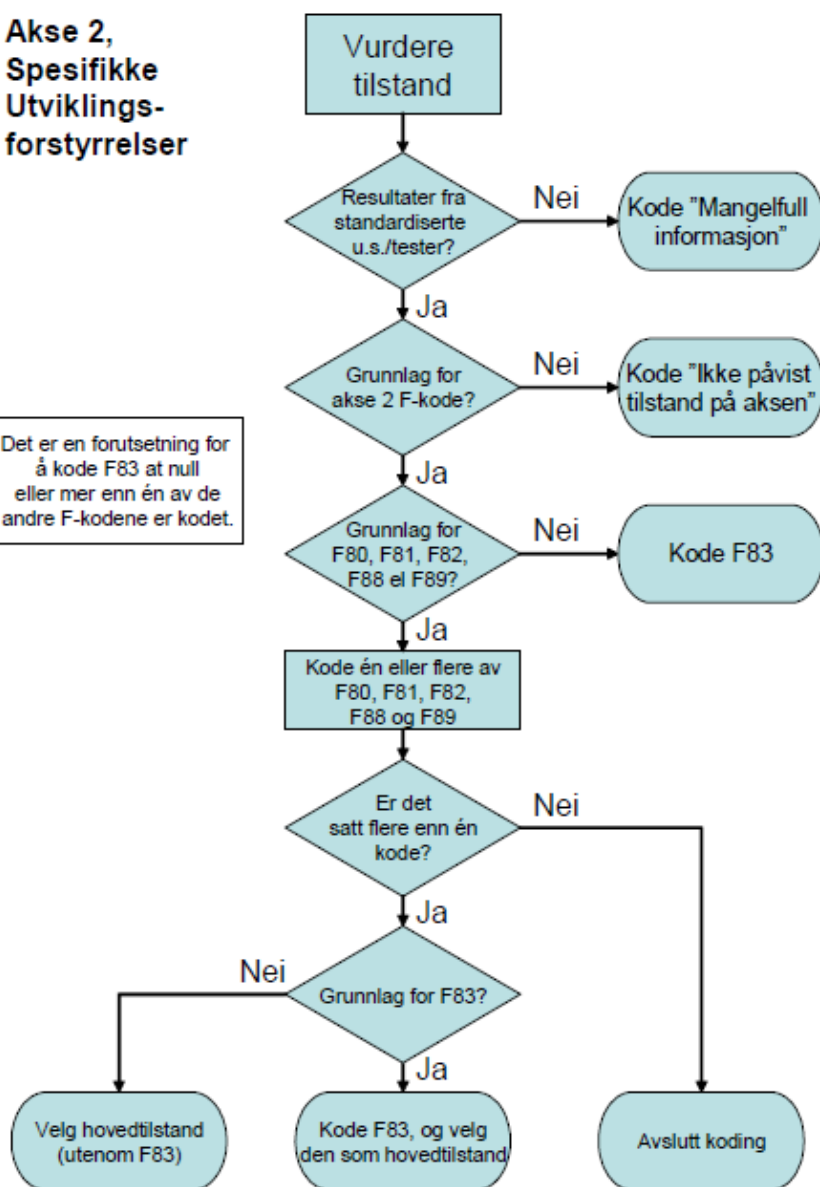 Akse 2,
Spesifikke
Utviklings-
forstyrrelser
Vurdere
tilstand
Resultater fra
standardiserte
u.s./tester?
Nei
Kode ”Mangelfull
informasjon”
Ja
Grunnlag for
akse 2 F-kode?
Nei
Kode ”Ikke påvist
tilstand på aksen”
Det er en forutsetning for
å kode F83 at null
eller mer enn én av de
andre F-kodene er kodet.
Ja
Grunnlag for
F80, F81, F82,
F88 el F89?
Nei
Kode F83
Ja
Kode én eller flere av
F80, F81, F82,
F88 og F89
Er det
satt flere enn én
kode?
Nei
Ja
Grunnlag for F83?
Nei
Ja
Velg hovedtilstand
(utenom F83)
Kode F83, og velg
den som hovedtilstand
Avslutt koding